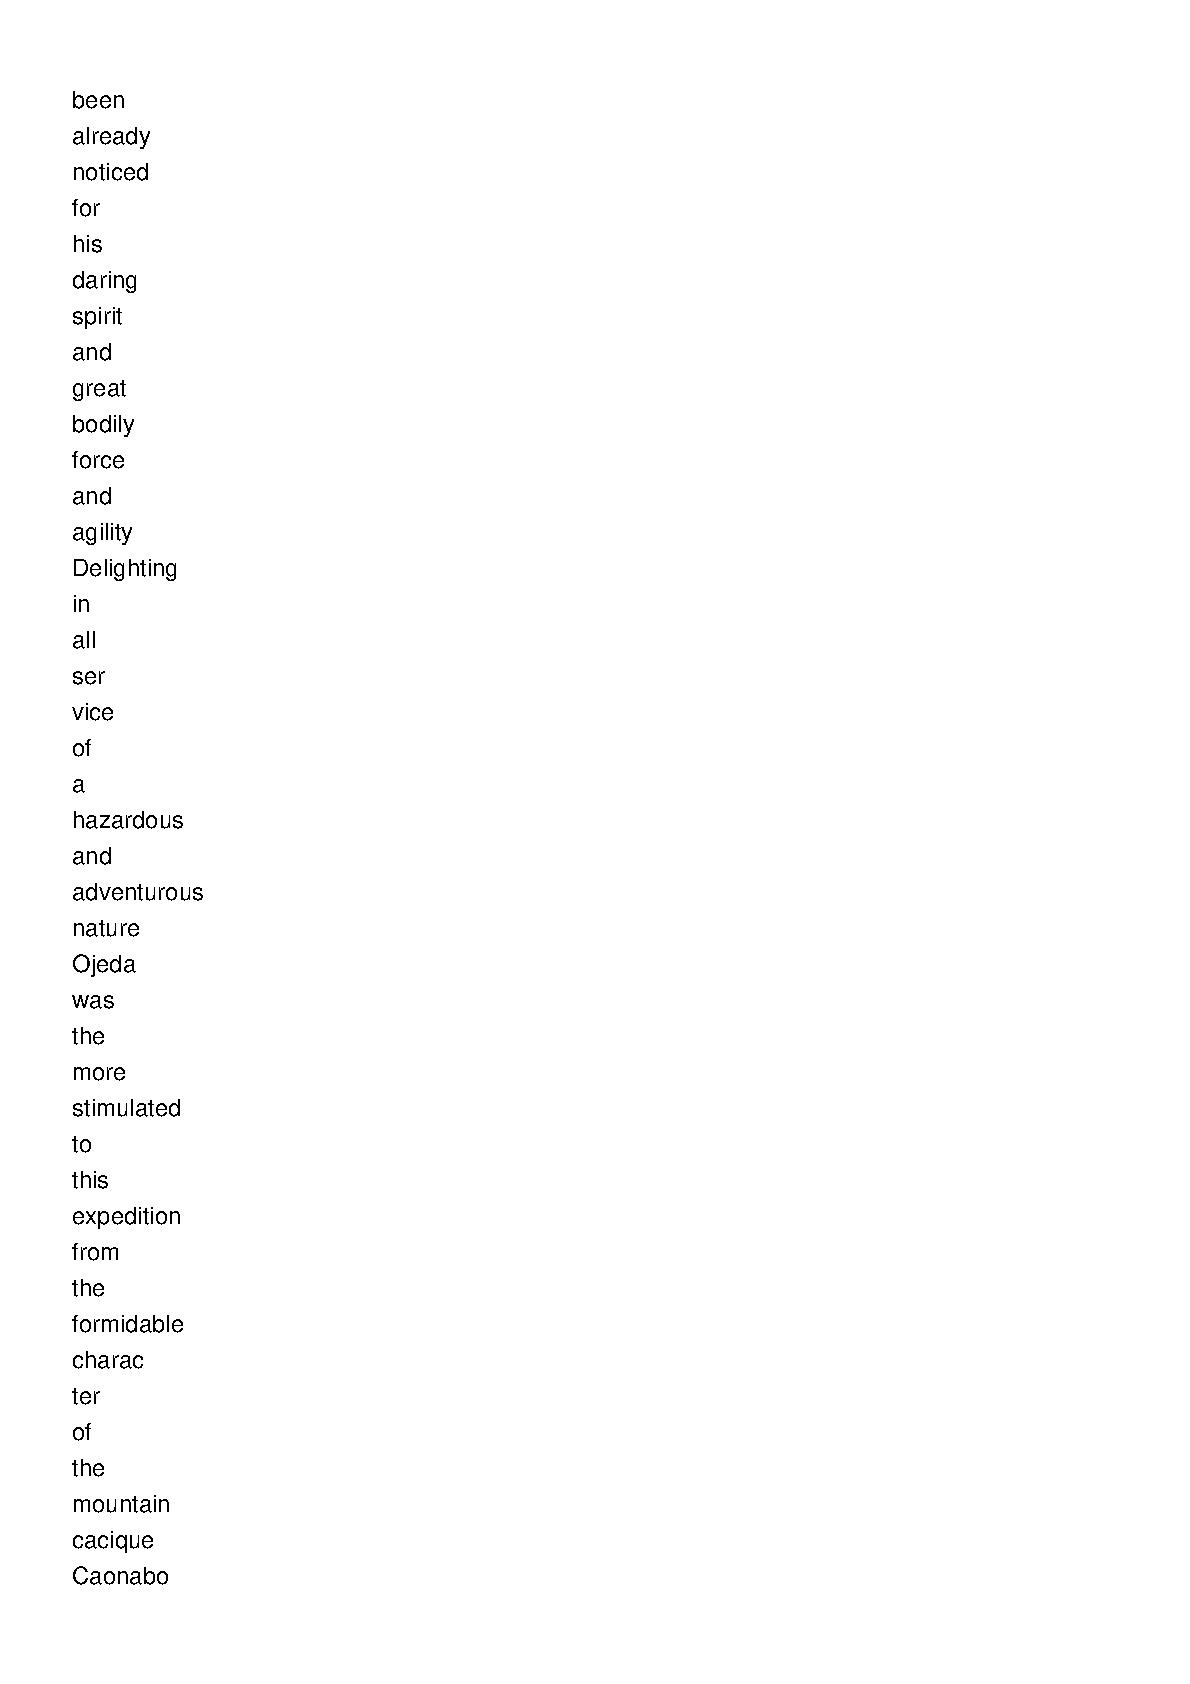 been
already
noticed
for
his
daring
spirit
and
great
bodily
force
and
agility
Delighting
in
all
ser
vice
of
a
hazardous
and
adventurous
nature
Ojeda
was
the
more
stimulated
to
this
expedition
from
the
formidable
charac
ter
of
the
mountain
cacique
Caonabo